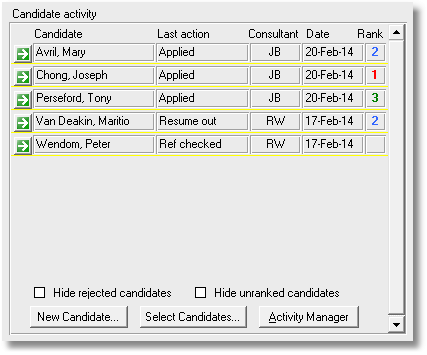 Candidate activity
Candidate Last action Consultant Date Rank
Avril, Mary Applied JB 20-Feb-14 2
Chong, Joseph Applied JB 20-Feb-14 1
Perseford, Tony Applied JB 20-Feb-14 3
Van Deakin, Maritio Resume out RW 17-Feb-14 2
Wendom, Peter Ref checked RW 17-Feb-14
Hide rejected candidates Hide unranked candidates
New Candidate... Select Candidates... Activity Manager